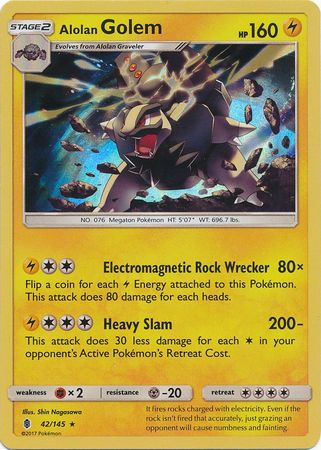 STAGE2
Alolan Golem HP 160
Evolves from Alolan Graveler
NO. 076 Megaton Pokémon HT: 5'07" WT: 696.7 lbs.
Electromagnetic Rock Wrecker 80×
Flip a coin for each Energy attached to this Pokémon.
This attack does 80 damage for each heads.
Heavy Slam 200-
This attack does 30 less damage for each in
your opponent's Active Pokémon's Retreat Cost.
weakness × 2 resistance -20 retreat
Illus. Shin Nagasawa
42/145 ★
©2017 Pokémon
It fires rocks charged with electricity. Even if the
rock isn't fired that accurately, just grazing an
opponent will cause numbness and fainting.